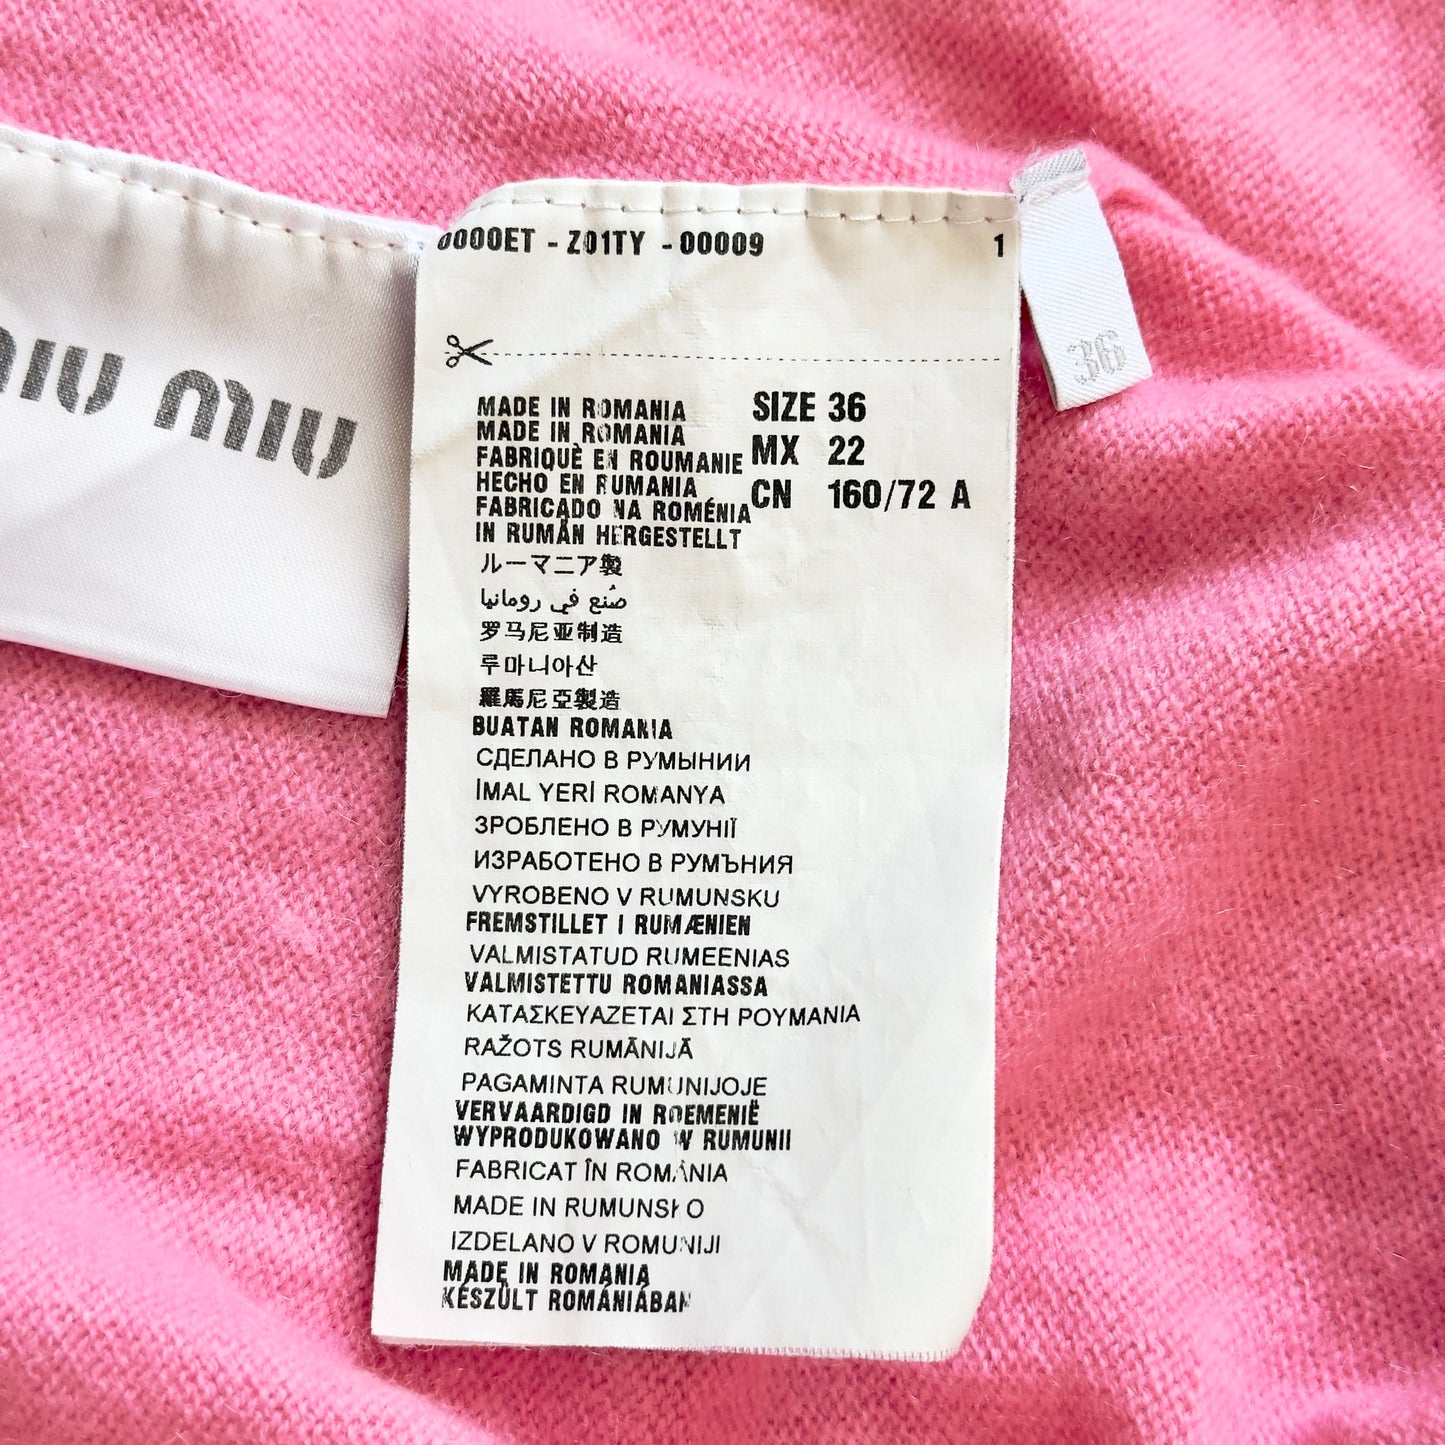 miu miu
0000ET - Z01TY - 00009 1
36
MADE IN ROMANIA
MADE IN ROMANIA
FABRIQUÈ EN ROUMANIE
HECHO EN RUMANIA
FABRICADO NA ROMÉNIA
IN RUMÄN HERGESTELLT
SIZE 36
MX 22
CN 160/72 A
ルーマニア製
صُنع في رومانيا
罗马尼亚制造
루마니아산
羅馬尼亞製造
BUATAN ROMANIA
СДЕЛАНО В РУМЫНИИ
İMAL YERİ ROMANYA
ЗРОБЛЕНО В РУМУНІЇ
ИЗРАБОТЕНО В РУМЪНИЯ
VYROBENO V RUMUNSKU
FREMSTILLET I RUMÆNIEN
VALMISTATUD RUMEENIAS
VALMISTETTU ROMANIASSA
ΚΑΤΑΣΚΕΥΑΖΕΤΑΙ ΣΤΗ ΡΟΥΜΑΝΙΑ
RAŽOTS RUMĀNIJĀ
PAGAMINTA RUMUNIJOJE
VERVAARDIGD IN ROEMENIË
WYPRODUKOWANO W RUMUNII
FABRICAT ÎN ROMÂNIA
MADE IN RUMUNSKO
IZDELANO V ROMUNIJI
MADE IN ROMANIA
KÉSZÜLT ROMÁNIÁBAN